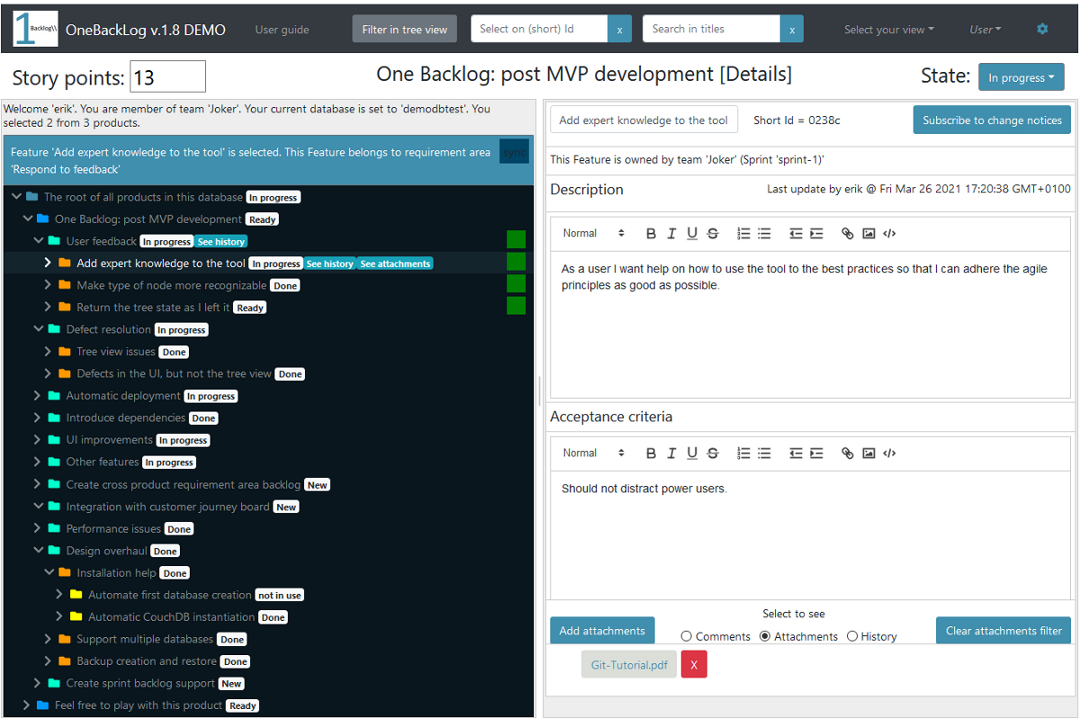 1 Backlog\\ OneBackLog v.1.8 DEMO User guide Filter in tree view Select on (short) Id x Search in titles x Select your view User
Story points: 13 One Backlog: post MVP development [Details] State: In progress
Welcome 'erik'. You are member of team 'Joker'. Your current database is set to 'demodbtest'. You
selected 2 from 3 products.
Feature 'Add expert knowledge to the tool' is selected. This Feature belongs to requirement area
'Respond to feedback'
sync
The root of all products in this database In progress
One Backlog: post MVP development Ready
User feedback In progress See history
Add expert knowledge to the tool In progress See history See attachments
Make type of node more recognizable Done
Return the tree state as I left it Ready
Defect resolution In progress
Tree view issues Done
Defects in the UI, but not the tree view Done
Automatic deployment In progress
Introduce dependencies Done
UI improvements In progress
Other features In progress
Create cross product requirement area backlog New
Integration with customer journey board New
Performance issues Done
Design overhaul Done
Installation help Done
Automate first database creation not in use
Automatic CouchDB instantiation Done
Support multiple databases Done
Backup creation and restore Done
Create sprint backlog support New
Feel free to play with this product Ready
Add expert knowledge to the tool Short Id = 0238c Subscribe to change notices
This Feature is owned by team 'Joker' (Sprint 'sprint-1)'
Description Last update by erik @ Fri Mar 26 2021 17:20:38 GMT+0100
Normal B I U S </>
As a user I want help on how to use the tool to the best practices so that I can adhere the agile
principles as good as possible.
Acceptance criteria
Normal B I U S </>
Should not distract power users.
Select to see
Add attachments Comments Attachments History Clear attachments filter
Git-Tutorial.pdf X